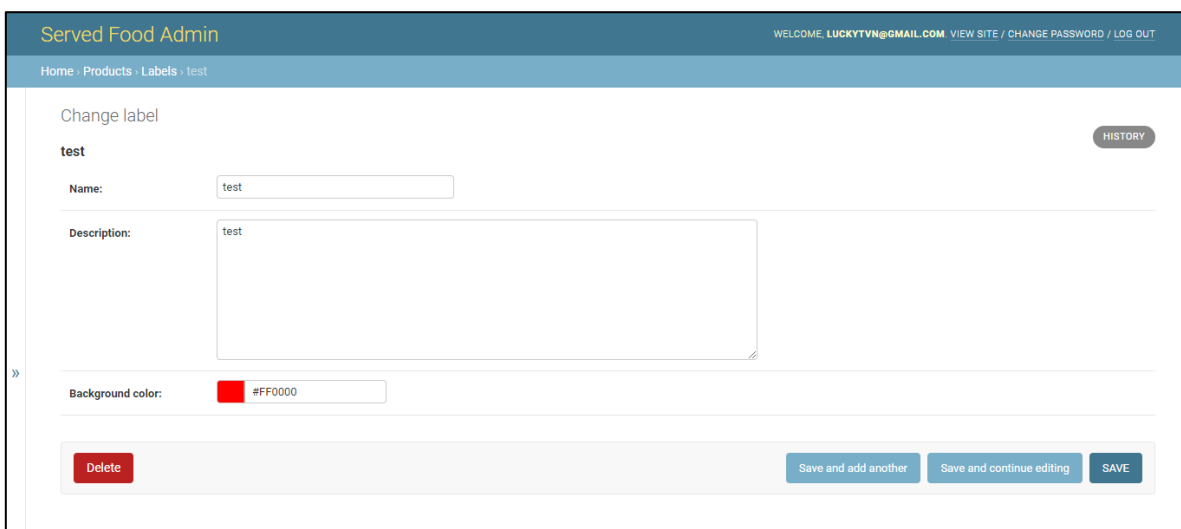 Served Food Admin
WELCOME, LUCKYTVN@GMAIL.COM. VIEW SITE / CHANGE PASSWORD / LOG OUT
Home › Products › Labels › test
Change label
HISTORY
test
Name: test
Description: test
»
Background color: #FF0000
Delete Save and add another Save and continue editing SAVE